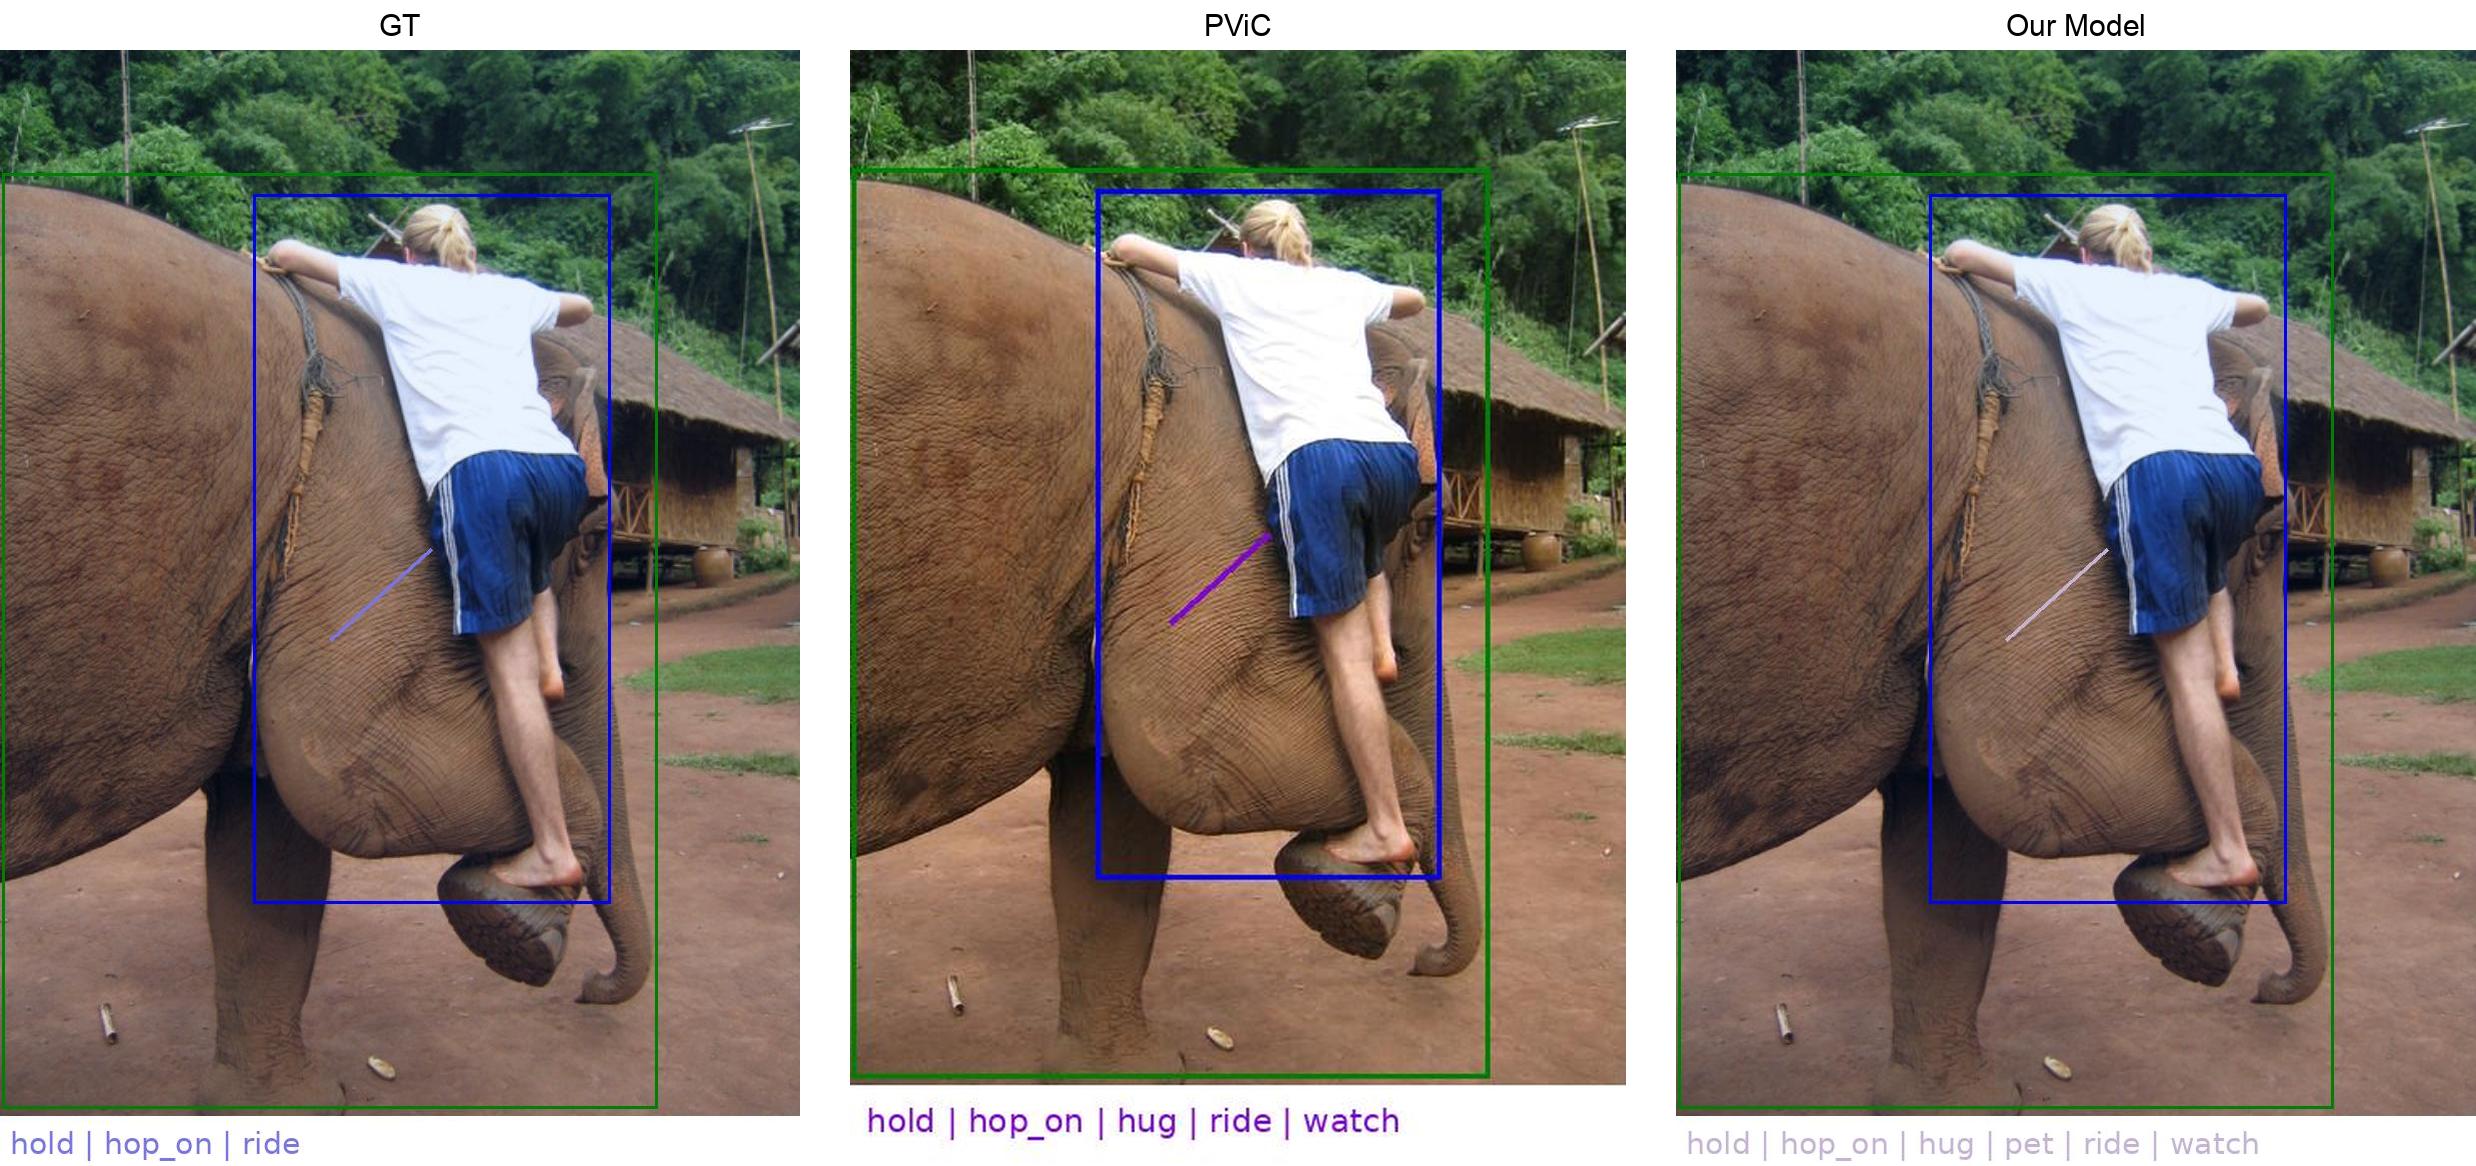 GT
PViC
Our Model
hold | hop_on | ride
hold | hop_on | hug | ride | watch
hold | hop_on | hug | pet | ride | watch